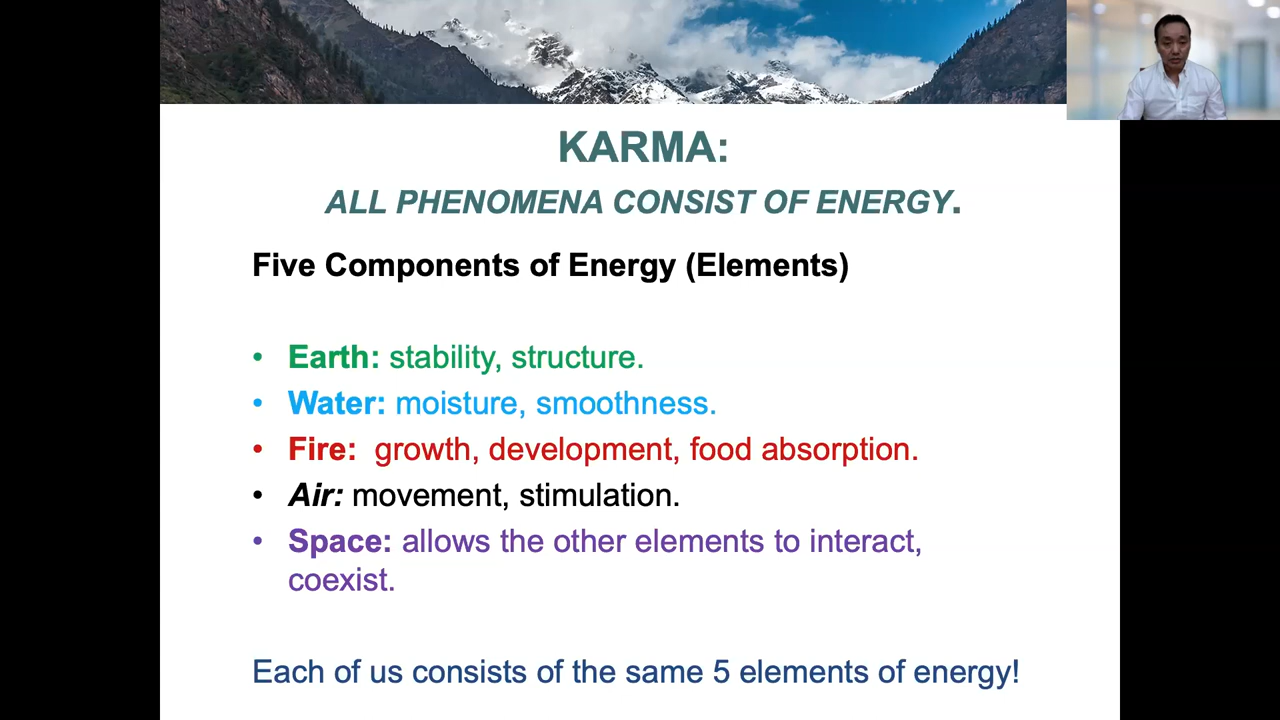 KARMA:
ALL PHENOMENA CONSIST OF ENERGY.
Five Components of Energy (Elements)
• Earth: stability, structure.
• Water: moisture, smoothness.
• Fire: growth, development, food absorption.
• Air: movement, stimulation.
• Space: allows the other elements to interact,
coexist.
Each of us consists of the same 5 elements of energy!